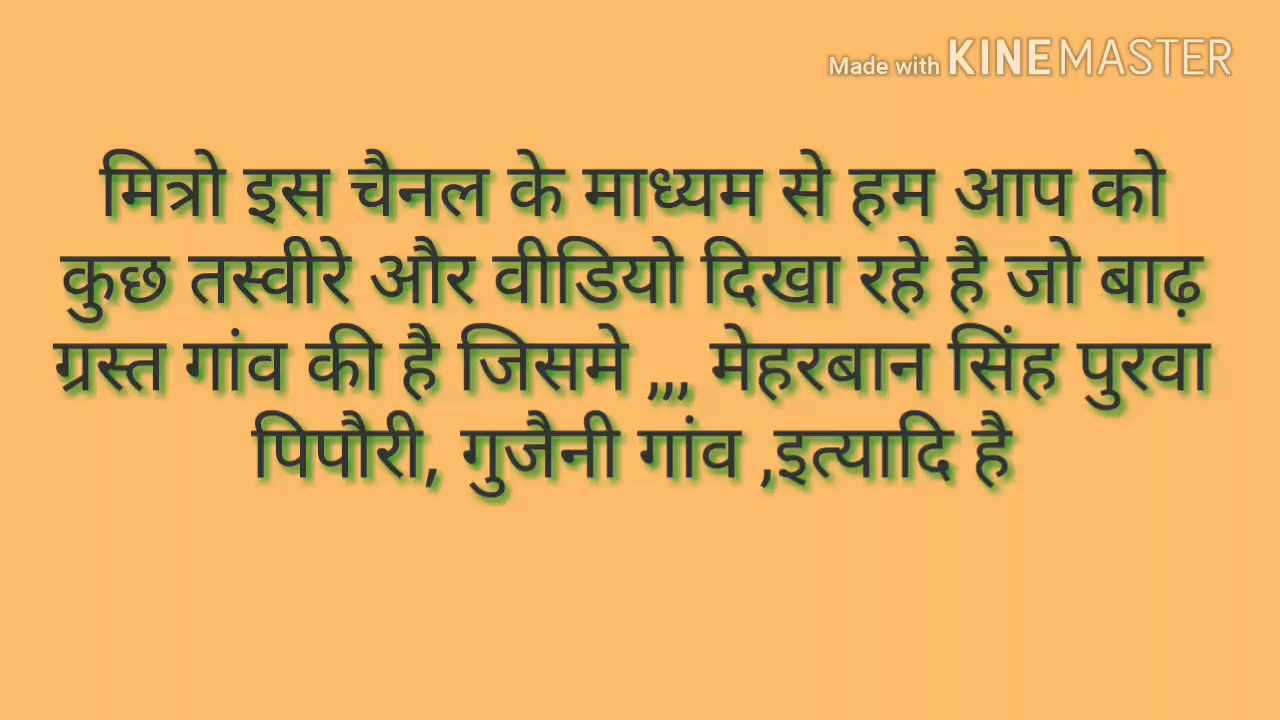 Made with KINEMASTER
मित्रो इस चैनल के माध्यम से हम आप को
कुछ तस्वीरे और वीडियो दिखा रहे है जो बाढ़
ग्रस्त गांव की है जिसमे ,,, मेहरबान सिंह पुरवा
पिपौरी, गुजैनी गांव ,इत्यादि है